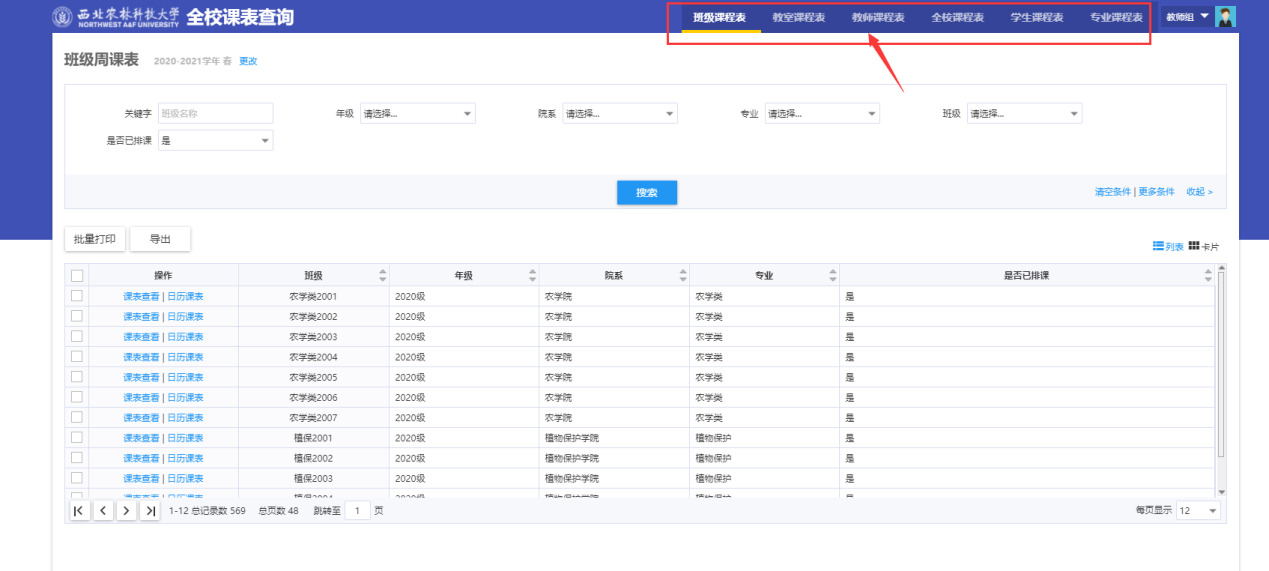 西北农林科技大学 NORTHWEST A&F UNIVERSITY 全校课表查询 班级课程表 教室课程表 教师课程表 全校课程表 学生课程表 专业课程表 教师组
班级周课表 2020-2021学年 春 更改
关键字 班级名称 年级 请选择... 院系 请选择... 专业 请选择... 班级 请选择...
是否已排课 是
搜索
清空条件 | 更多条件 收起 >
批量打印 导出
列表 卡片
操作 班级 年级 院系 专业 是否已排课
课表查看 | 日历课表 农学类2001 2020级 农学院 农学类 是
课表查看 | 日历课表 农学类2002 2020级 农学院 农学类 是
课表查看 | 日历课表 农学类2003 2020级 农学院 农学类 是
课表查看 | 日历课表 农学类2004 2020级 农学院 农学类 是
课表查看 | 日历课表 农学类2005 2020级 农学院 农学类 是
课表查看 | 日历课表 农学类2006 2020级 农学院 农学类 是
课表查看 | 日历课表 农学类2007 2020级 农学院 农学类 是
课表查看 | 日历课表 植保2001 2020级 植物保护学院 植物保护 是
课表查看 | 日历课表 植保2002 2020级 植物保护学院 植物保护 是
课表查看 | 日历课表 植保2003 2020级 植物保护学院 植物保护 是
1-12 总记录数 569 总页数 48 跳转至 1 页 每页显示 12